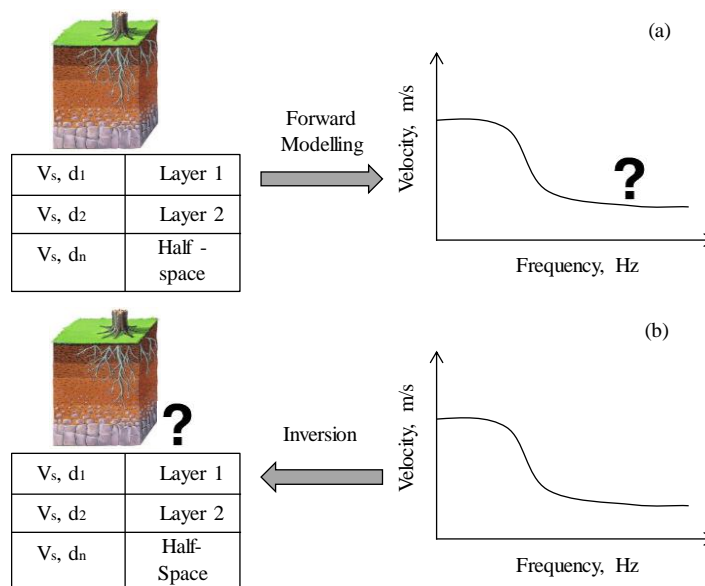 (a)
Velocity, m/s
Forward
Modelling
?
Vs, d1 Layer 1
Vs, d2 Layer 2
Vs, dn Half -
space
Frequency, Hz
(b)
Velocity, m/s
?
Inversion
Vs, d1 Layer 1
Vs, d2 Layer 2
Vs, dn Half-
Space
Frequency, Hz